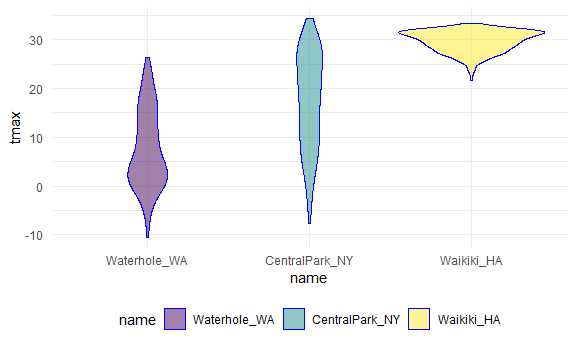 30
20
10
0
-10
tmax
Waterhole_WA CentralPark_NY Waikiki_HA
name
name Waterhole_WA CentralPark_NY Waikiki_HA